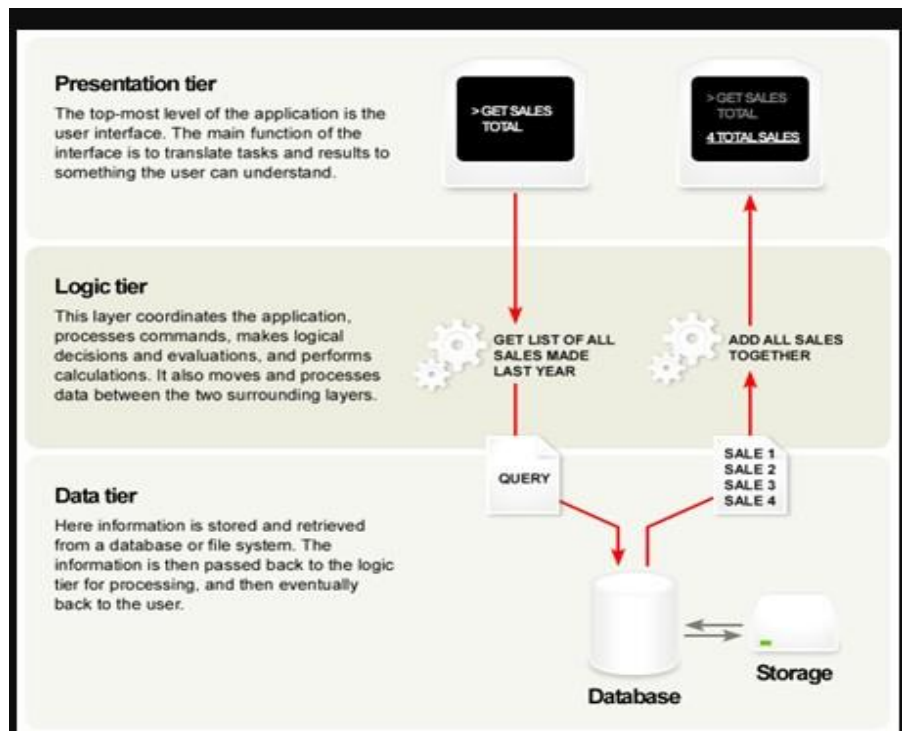 Presentation tier
The top-most level of the application is the
user interface. The main function of the
interface is to translate tasks and results to
something the user can understand.
> GET SALES
TOTAL
> GET SALES
TOTAL
4 TOTAL SALES
Logic tier
This layer coordinates the application,
processes commands, makes logical
decisions and evaluations, and performs
calculations. It also moves and processes
data between the two surrounding layers.
GET LIST OF ALL
SALES MADE
LAST YEAR
ADD ALL SALES
TOGETHER
QUERY
SALE 1
SALE 2
SALE 3
SALE 4
Data tier
Here information is stored and retrieved
from a database or file system. The
information is then passed back to the logic
tier for processing, and then eventually
back to the user.
Database
Storage